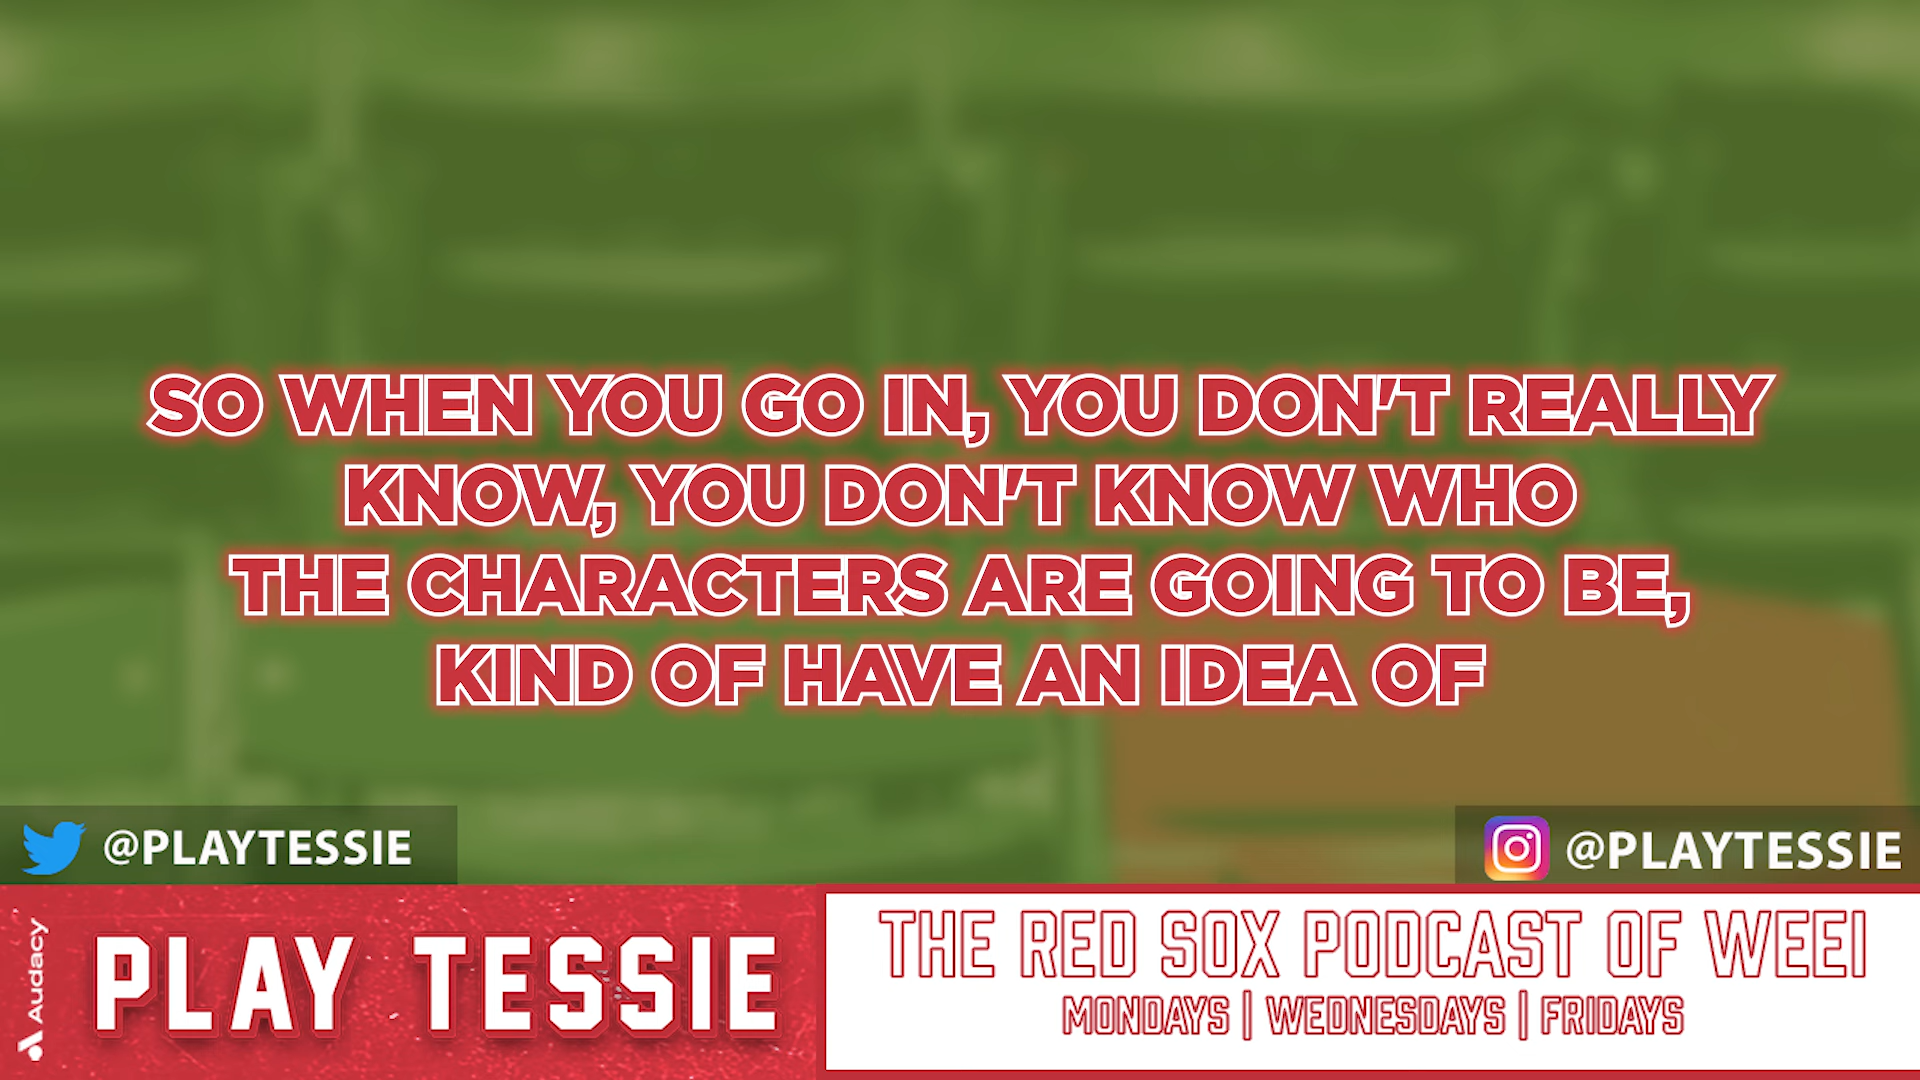 SO WHEN YOU GO IN, YOU DON'T REALLY
KNOW, YOU DON'T KNOW WHO
THE CHARACTERS ARE GOING TO BE,
KIND OF HAVE AN IDEA OF
@PLAYTESSIE
@PLAYTESSIE
Audacy
PLAY TESSIE
THE RED SOX PODCAST OF WEEI
MONDAYS | WEDNESDAYS | FRIDAYS